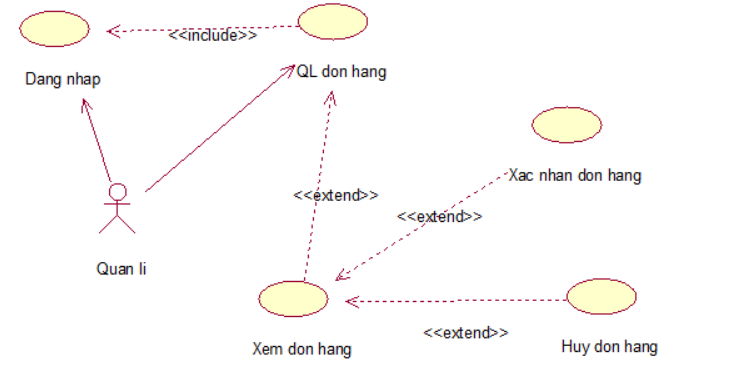 <<include>>
Dang nhap
QL don hang
Xac nhan don hang
<<extend>>
<<extend>>
Quan li
<<extend>>
Xem don hang
Huy don hang